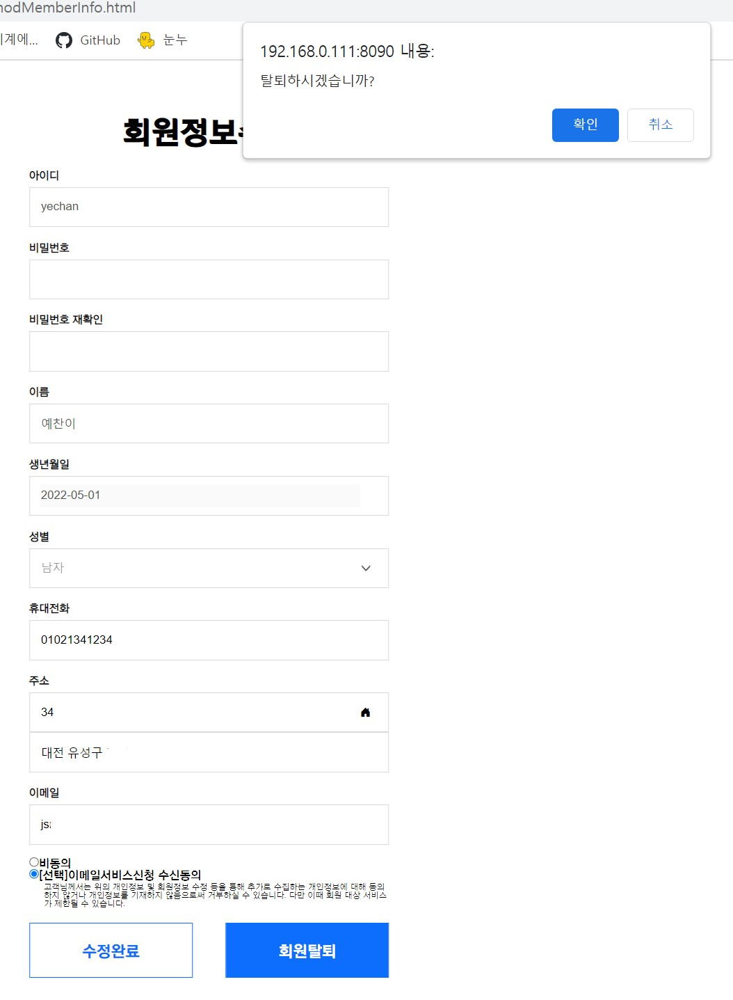 nodMemberInfo.html
계에...
GitHub
눈누
192.168.0.111:8090 내용:
탈퇴하시겠습니까?
확인
취소
회원정보
아이디
yechan
비밀번호
비밀번호 재확인
이름
예찬이
생년월일
2022-05-01
성별
남자
휴대전화
01021341234
주소
34
대전 유성구
이메일
js
비동의
[선택]이메일서비스신청 수신동의
고객님께서는 위의 개인정보 및 회원정보 수정 등을 통해 추가로 수집하는 개인정보에 대해 동의
하지 않거나 개인정보를 기재하지 않음으로써 거부하실 수 있습니다. 다만 이때 회원 대상 서비스
가 제한될 수 있습니다.
수정완료
회원탈퇴